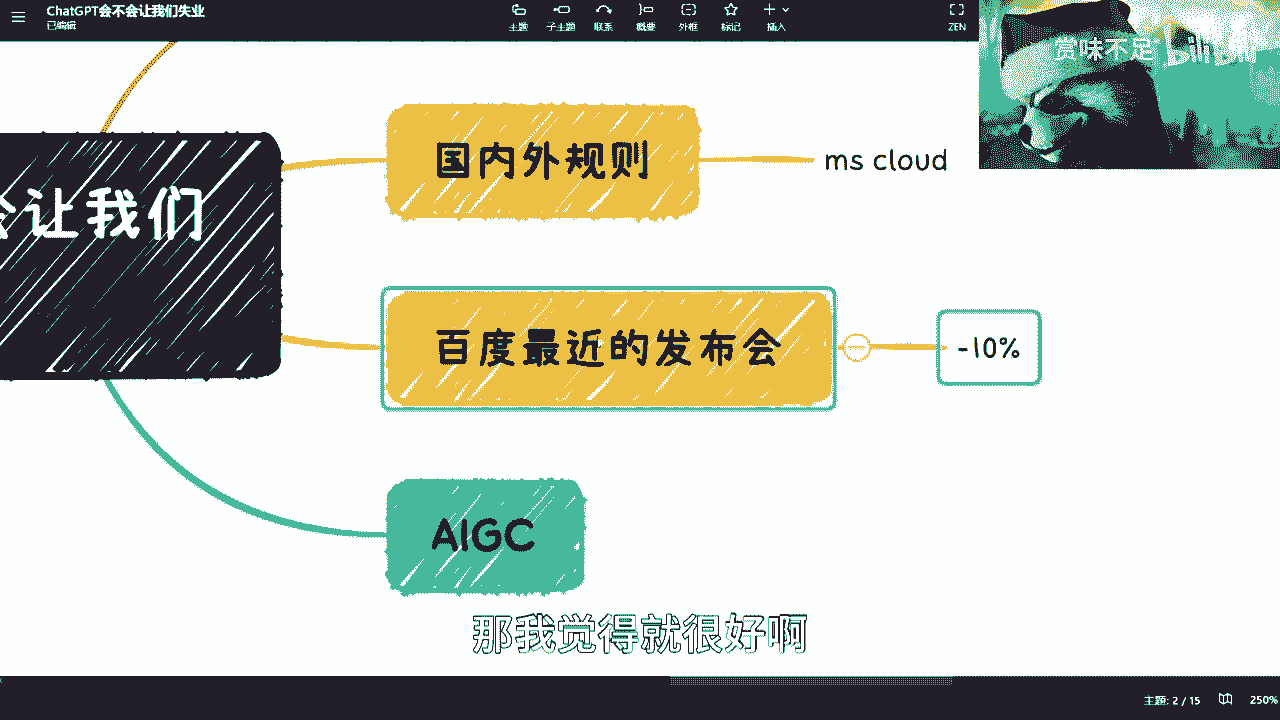 ChatGPT会不会让我们失业
已编辑
主题 子主题 联系 概要 外框 标记 插入 ZEN
赏味不足 bilibili
国内外规则
ms cloud
会让我们
百度最近的发布会
-10%
AIGC
那我觉得就很好啊
主题: 2 / 15 250%